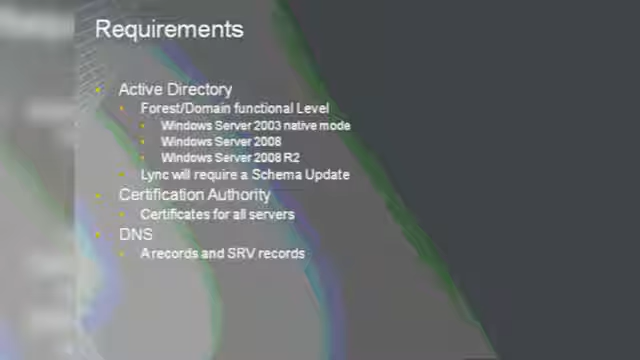 Requirements
Active Directory
Forest/Domain functional Level
Windows Server 2003 native mode
Windows Server 2008
Windows Server 2008 R2
Lync will require a Schema Update
Certification Authority
Certificates for all servers
DNS
A records and SRV records